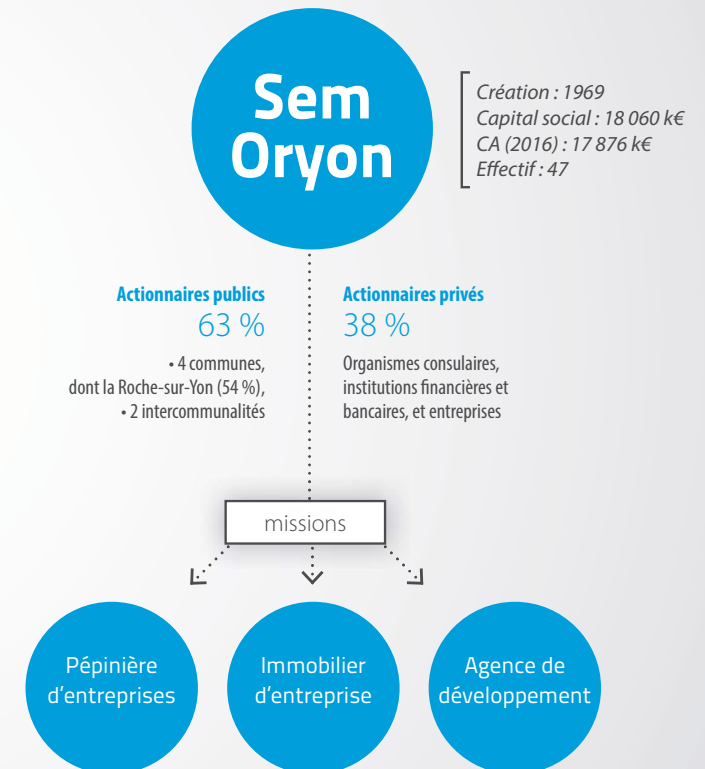 Sem
Oryon
Création : 1969
Capital social : 18 060 k€
CA (2016) : 17 876 k€
Effectif : 47
Actionnaires publics
63 %
• 4 communes,
dont la Roche-sur-Yon (54 %),
• 2 intercommunalités
Actionnaires privés
38 %
Organismes consulaires,
institutions financières et
bancaires, et entreprises
missions
Pépinière
d'entreprises
Immobilier
d'entreprise
Agence de
développement